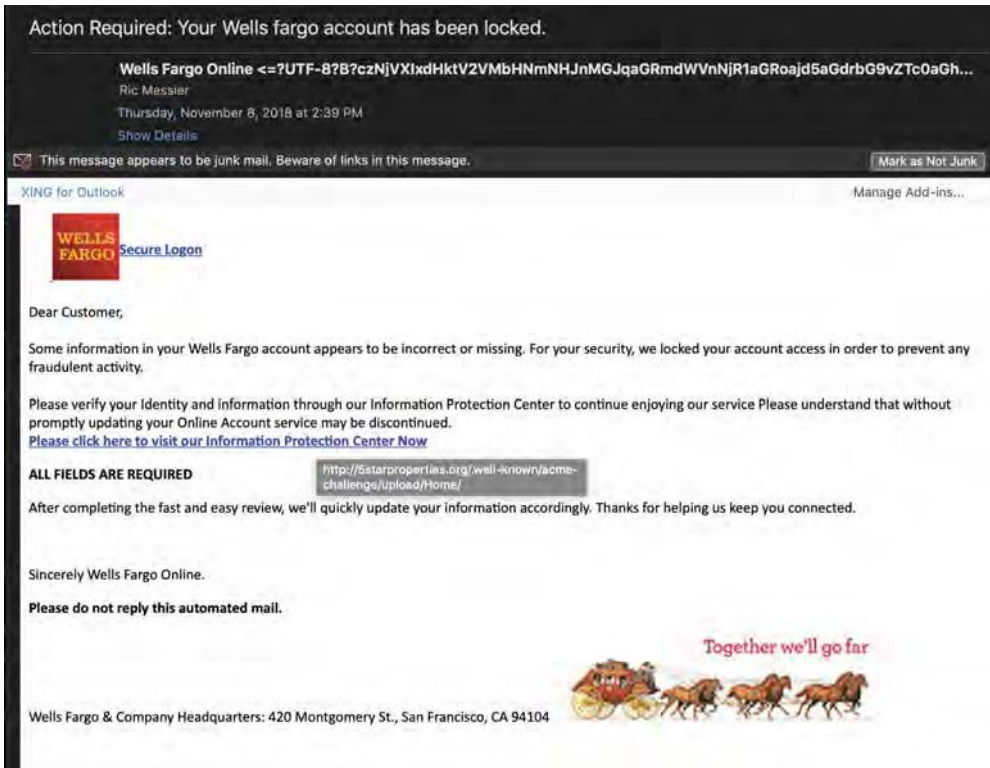 Action Required: Your Wells fargo account has been locked.
Wells Fargo Online <=?UTF-8?B?czNjVXIxdHktV2VMbHNmNHJnMGJqaGRmdWVnNjR1aGRoajd5aGdrbG9vZTc0aGh...
Ric Messier
Thursday, November 8, 2018 at 2:39 PM
Show Details
This message appears to be junk mail. Beware of links in this message.
Mark as Not Junk
XING for Outlook
Manage Add-ins...
WELLS
FARGO
Secure Logon
Dear Customer,
Some information in your Wells Fargo account appears to be incorrect or missing. For your security, we locked your account access in order to prevent any
fraudulent activity.
Please verify your Identity and information through our Information Protection Center to continue enjoying our service Please understand that without
promptly updating your Online Account service may be discontinued.
Please click here to visit our Information Protection Center Now
ALL FIELDS ARE REQUIRED
http://5starproperties.org/.well-known/acme-
challenge/upload/Home/
After completing the fast and easy review, we'll quickly update your information accordingly. Thanks for helping us keep you connected.
Sincerely Wells Fargo Online.
Please do not reply this automated mail.
Together we'll go far
Wells Fargo & Company Headquarters: 420 Montgomery St., San Francisco, CA 94104